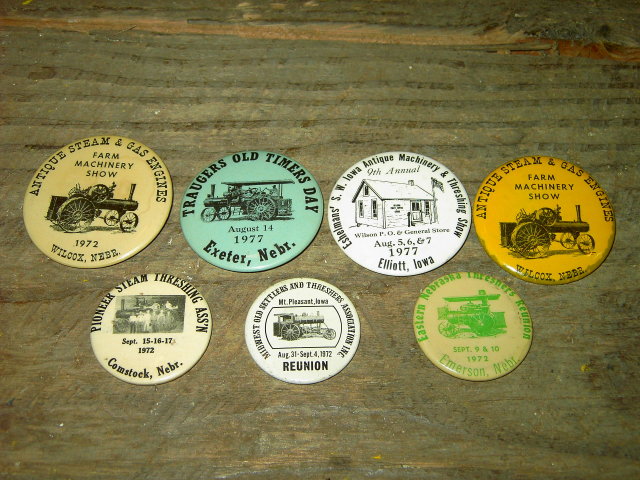 ANTIQUE STEAM & GAS ENGINES
FARM
MACHINERY
SHOW
1972
WILCOX, NEBR.
TRAUGERS OLD TIMERS DAY
August 14
1977
Exeter, Nebr.
S.W. Iowa Antique Machinery & Threshing Show
9th Annual
Wilson P.O. & General Store
Aug. 5, 6, & 7
1977
Elliott, Iowa
ANTIQUE STEAM & GAS ENGINES
FARM
MACHINERY
SHOW
WILCOX, NEBR.
PIONEER STEAM THRESHING ASS'N
Sept. 15-16-17
1972
Comstock, Nebr.
MIDWEST OLD SETTLERS AND THRESHERS ASSOCIATION INC.
Mt. Pleasant, Iowa
Aug. 31 - Sept. 4, 1972
REUNION
Eastern Nebraska Threshers Reunion
SEPT. 9 & 10
1972
Emerson, Nebr.